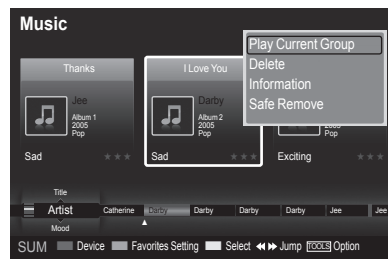 Music
Play Current Group
Delete
Information
Safe Remove
Thanks
I Love You
Jee
Album 1
2005
Pop
Darby
Album 2
2005
Pop
2005
Pop
Sad ★★★
Sad ★★★
Exciting ★★★
Title
Artist Catherine Darby Darby Darby Darby Jee Jee
Mood
SUM Device Favorites Setting Select Jump TOOLS Option